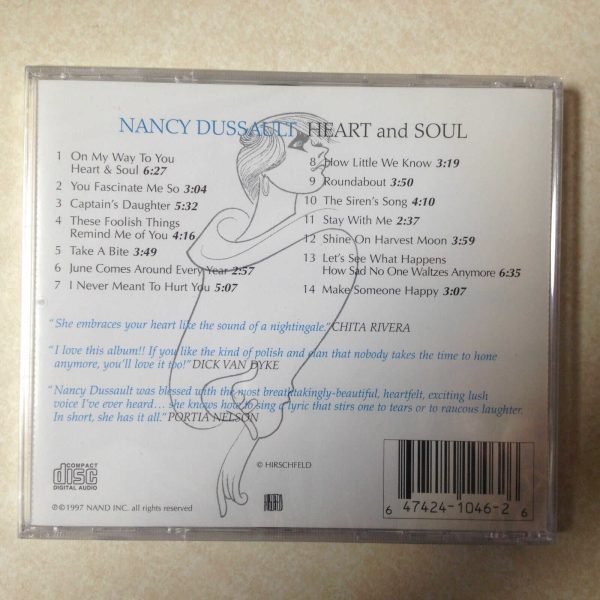 NANCY DUSSAULT HEART and SOUL
1 On My Way To You
Heart & Soul 6:27
2 You Fascinate Me So 3:04
3 Captain's Daughter 5:32
4 These Foolish Things
Remind Me of You 4:16
5 Take A Bite 3:49
6 June Comes Around Every Year 2:57
7 I Never Meant To Hurt You 5:07
8 How Little We Know 3:19
9 Roundabout 3:50
10 The Siren's Song 4:10
11 Stay With Me 2:37
12 Shine On Harvest Moon 3:59
13 Let's See What Happens
How Sad No One Waltzes Anymore 6:35
14 Make Someone Happy 3:07
"She embraces your heart like the sound of a nightingale." CHITA RIVERA
"I love this album!! If you like the kind of polish and elan that nobody takes the time to hone
anymore, you'll love it too!" DICK VAN DYKE
"Nancy Dussault was blessed with the most breathtakingly-beautiful, heartfelt, exciting lush
voice I've ever heard... she knows how to sing a lyric that stirs one to tears or to raucous laughter.
In short, she has it all." PORTIA NELSON
© HIRSCHFELD
COMPACT
disc
DIGITAL AUDIO
℗©1997 NAND INC. all rights reserved
6 47424-1046-2 6